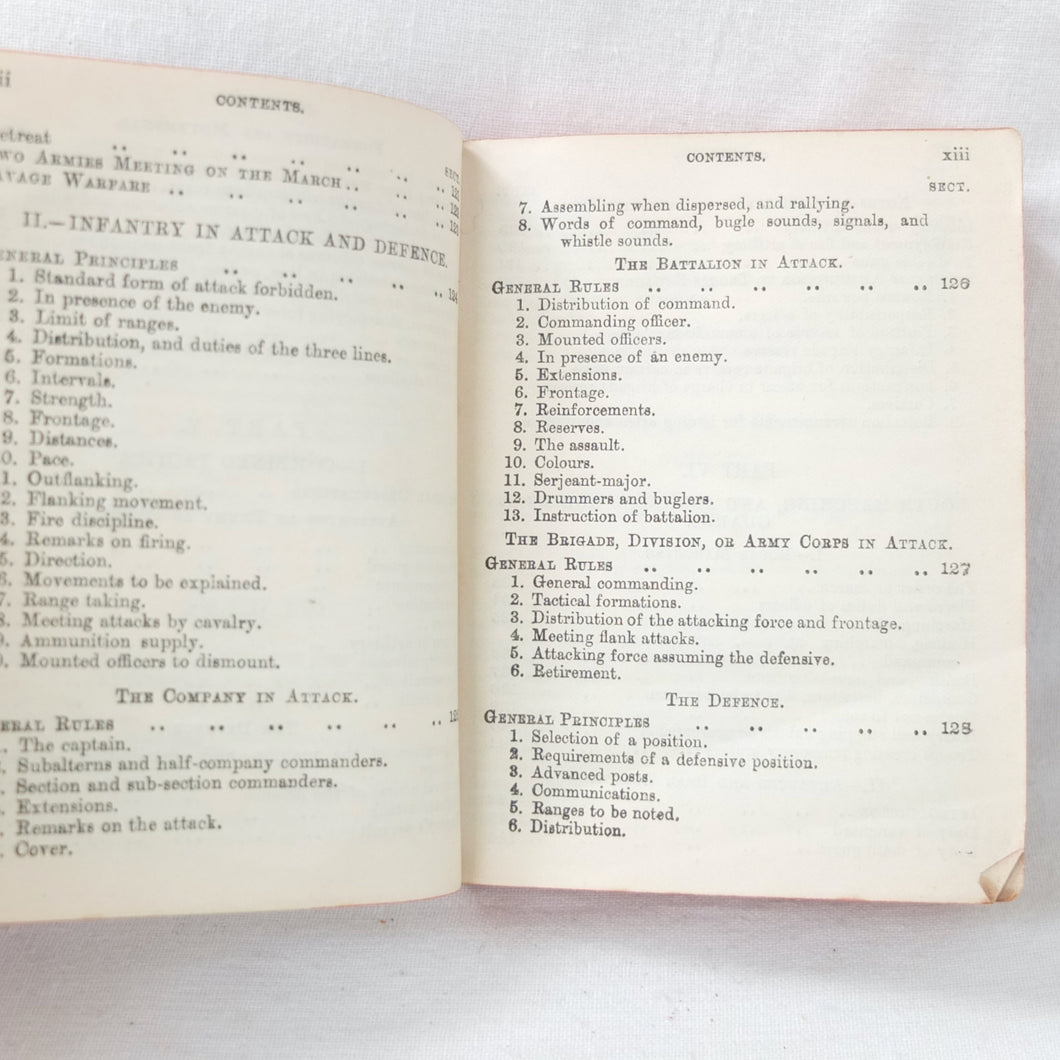 ii
CONTENTS.
etreat .. .. .. .. ..
SECT.
WO ARMIES MEETING ON THE MARCH .. .. ..
AVAGE WARFARE .. .. .. .. ..
II.—INFANTRY IN ATTACK AND DEFENCE.
ENERAL PRINCIPLES .. .. .. .. .. 124
1. Standard form of attack forbidden.
2. In presence of the enemy.
3. Limit of ranges.
4. Distribution, and duties of the three lines.
5. Formations.
6. Intervals.
7. Strength.
8. Frontage.
9. Distances.
0. Pace.
1. Outflanking.
2. Flanking movement.
3. Fire discipline.
4. Remarks on firing.
5. Direction.
6. Movements to be explained.
7. Range taking.
8. Meeting attacks by cavalry.
9. Ammunition supply.
0. Mounted officers to dismount.
THE COMPANY IN ATTACK.
ERAL RULES .. .. .. .. .. .. 12
. The captain.
. Subalterns and half-company commanders.
. Section and sub-section commanders.
. Extensions.
. Remarks on the attack.
. Cover.
CONTENTS. xiii
SECT.
7. Assembling when dispersed, and rallying.
8. Words of command, bugle sounds, signals, and
whistle sounds.
THE BATTALION IN ATTACK.
GENERAL RULES .. .. .. .. .. .. 126
1. Distribution of command.
2. Commanding officer.
3. Mounted officers.
4. In presence of an enemy.
5. Extensions.
6. Frontage.
7. Reinforcements.
8. Reserves.
9. The assault.
10. Colours.
11. Serjeant-major.
12. Drummers and buglers.
13. Instruction of battalion.
THE BRIGADE, DIVISION, OR ARMY CORPS IN ATTACK.
GENERAL RULES .. .. .. .. .. .. 127
1. General commanding.
2. Tactical formations.
3. Distribution of the attacking force and frontage.
4. Meeting flank attacks.
5. Attacking force assuming the defensive.
6. Retirement.
THE DEFENCE.
GENERAL PRINCIPLES .. .. .. .. .. 128
1. Selection of a position.
2. Requirements of a defensive position.
3. Advanced posts.
4. Communications.
5. Ranges to be noted.
6. Distribution.